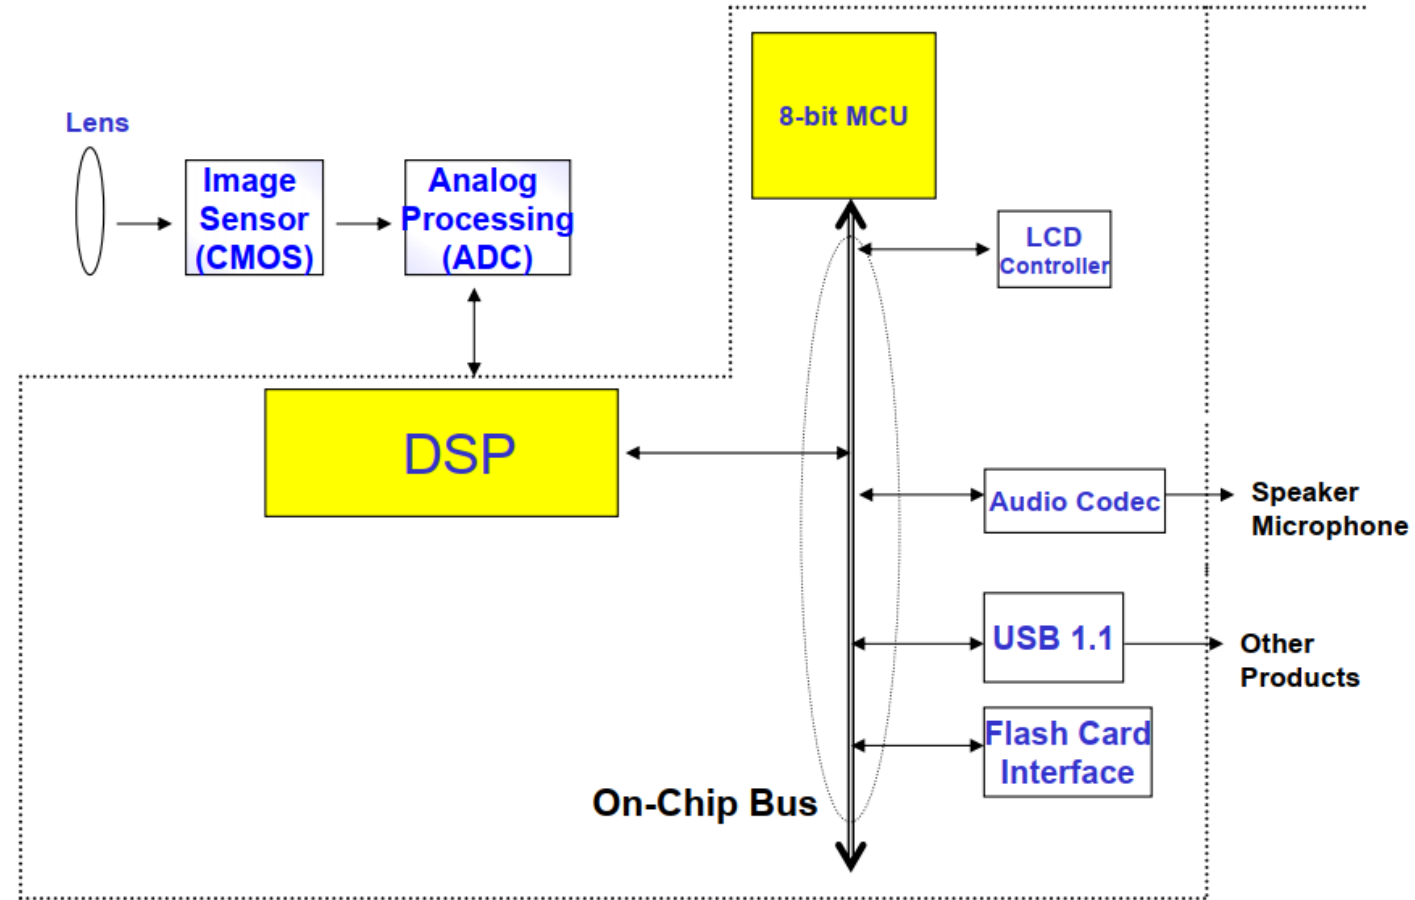 8-bit MCU
Lens
Image
Sensor
(CMOS)
Analog
Processing
(ADC)
LCD
Controller
DSP
Audio Codec
Speaker
Microphone
USB 1.1
Other
Products
Flash Card
Interface
On-Chip Bus